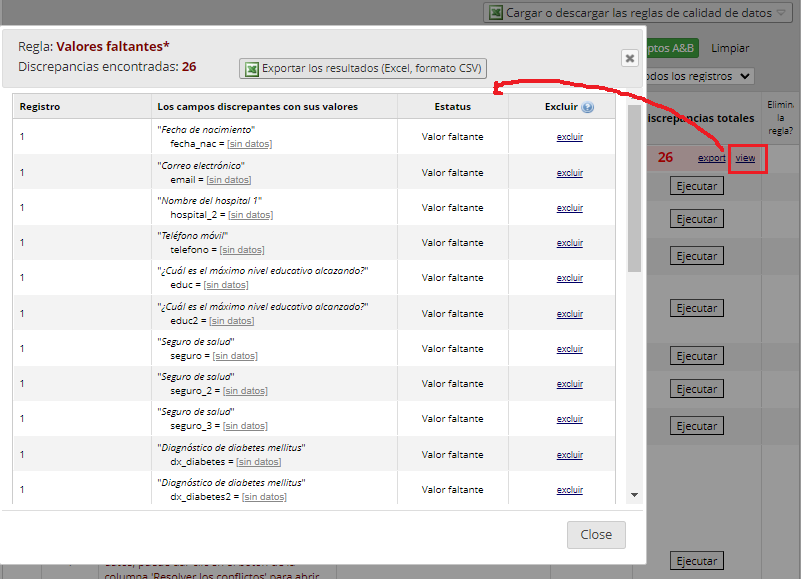 Cargar o descargar las reglas de calidad de datos
Regla: Valores faltantes*
Discrepancias encontradas: 26
Exportar los resultados (Excel, formato CSV)
ptos A&B
Limpiar
odos los registros
Registro
Los campos discrepantes con sus valores
Estatus
Excluir
iscrepancias totales
Elimin
la
regla?
26 export view
1
"Fecha de nacimiento"
fecha_nac = [sin datos]
Valor faltante
excluir
1
"Correo electrónico"
email = [sin datos]
Valor faltante
excluir
1
"Nombre del hospital 1"
hospital_2 = [sin datos]
Valor faltante
excluir
1
"Teléfono móvil"
telefono = [sin datos]
Valor faltante
excluir
1
"¿Cuál es el máximo nivel educativo alcazando?"
educ = [sin datos]
Valor faltante
excluir
1
"¿Cuál es el máximo nivel educativo alcanzado?"
educ2 = [sin datos]
Valor faltante
excluir
1
"Seguro de salud"
seguro = [sin datos]
Valor faltante
excluir
1
"Seguro de salud"
seguro_2 = [sin datos]
Valor faltante
excluir
1
"Seguro de salud"
seguro_3 = [sin datos]
Valor faltante
excluir
1
"Diagnóstico de diabetes mellitus"
dx_diabetes = [sin datos]
Valor faltante
excluir
1
"Diagnóstico de diabetes mellitus"
dx_diabetes2 = [sin datos]
Valor faltante
excluir
Ejecutar
Ejecutar
Ejecutar
Ejecutar
Ejecutar
Ejecutar
Ejecutar
Close
Ejecutar
columna 'Resolver los conflictos' para abrir